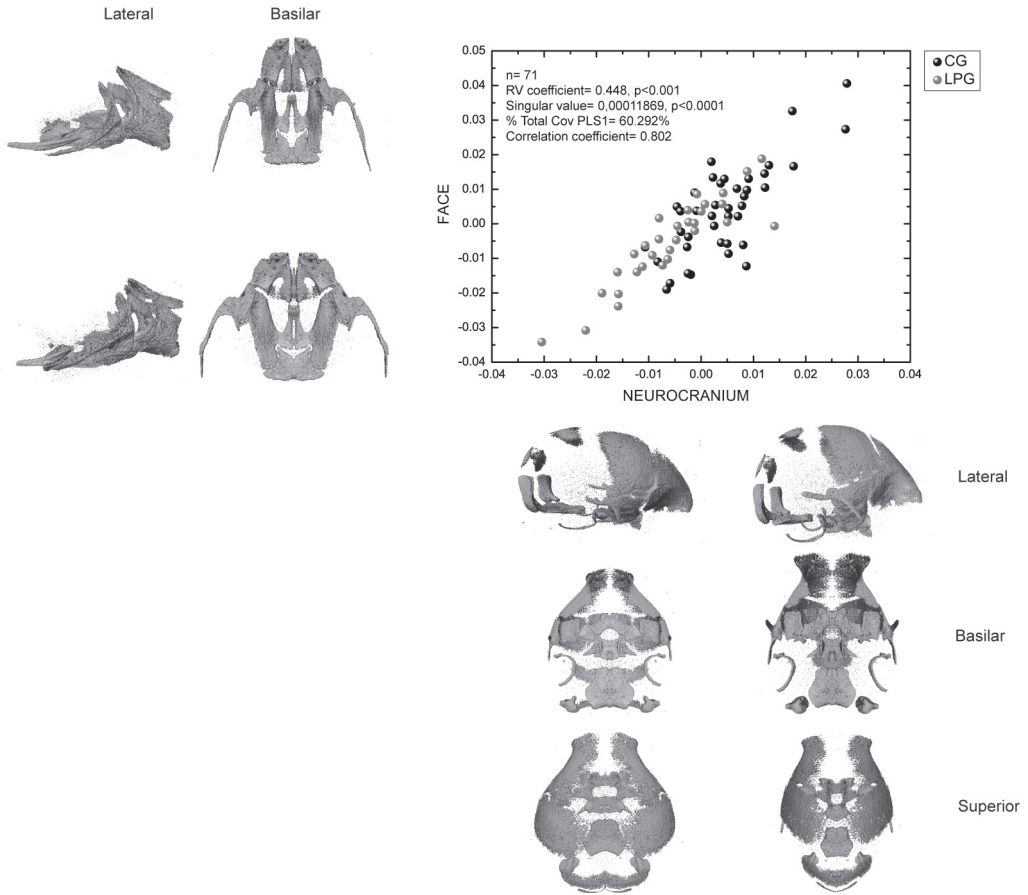 Lateral
Basilar
0.05
0.04
0.03
0.02
0.01
0.00
-0.01
-0.02
-0.03
-0.04
FACE
n= 71
RV coefficient= 0.448, p<0.001
Singular value= 0,00011869, p<0.0001
% Total Cov PLS1= 60.292%
Correlation coefficient= 0.802
CG
LPG
-0.04 -0.03 -0.02 -0.01 0.00 0.01 0.02 0.03 0.04
NEUROCRANIUM
Lateral
Basilar
Superior